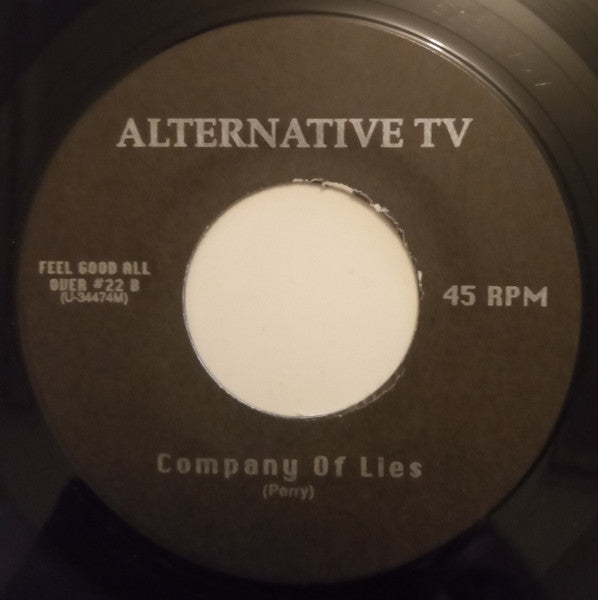 ALTERNATIVE TV
FEEL GOOD ALL
OVER #22 B
(U-34474M)
45 RPM
Company Of Lies
(Perry)